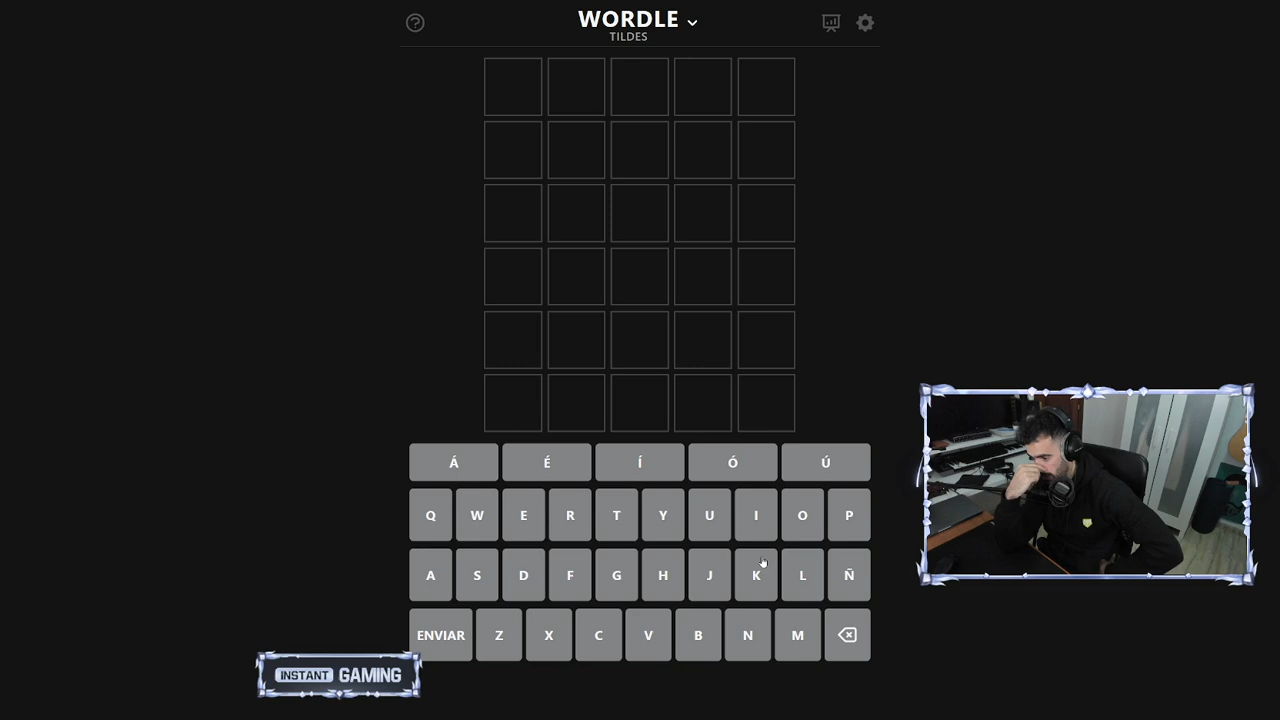 WORDLE
TILDES
Á É Í Ó Ú
Q W E R T Y U I O P
A S D F G H J K L Ñ
ENVIAR Z X C V B N M
INSTANT GAMING